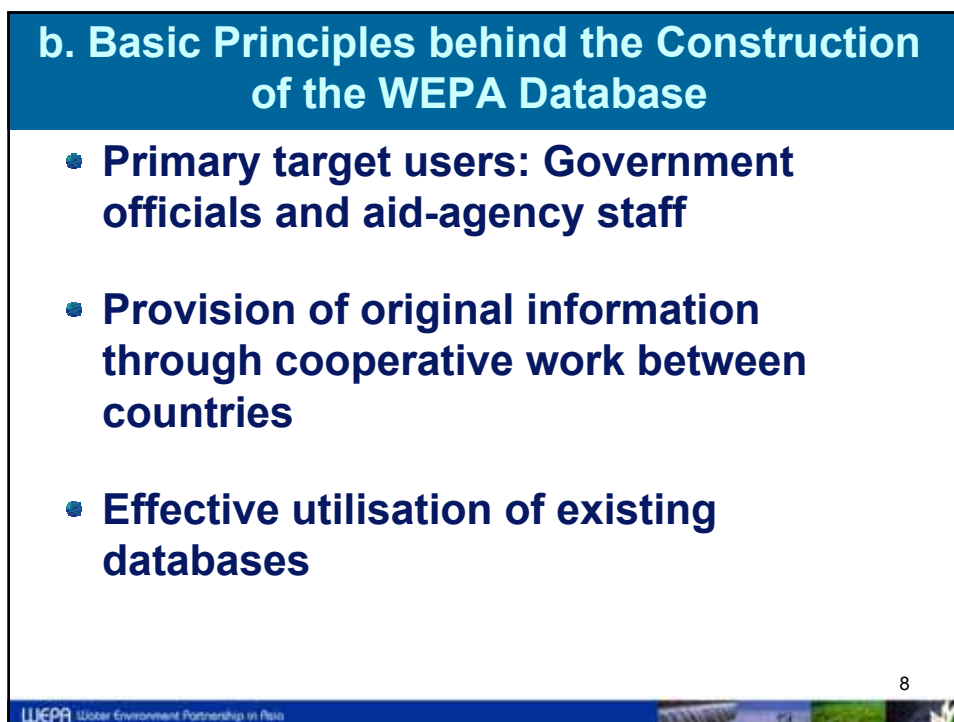 b. Basic Principles behind the Construction
of the WEPA Database
Primary target users: Government
officials and aid-agency staff
Provision of original information
through cooperative work between
countries
Effective utilisation of existing
databases
8
WEPA Water Environment Partnership in Asia